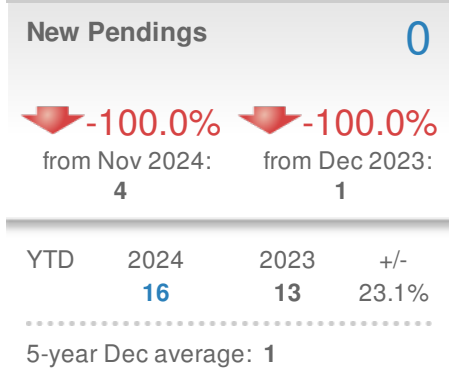 New Pendings 0
-100.0% -100.0%
from Nov 2024: from Dec 2023:
4 1
YTD 2024 2023 +/-
16 13 23.1%
5-year Dec average: 1